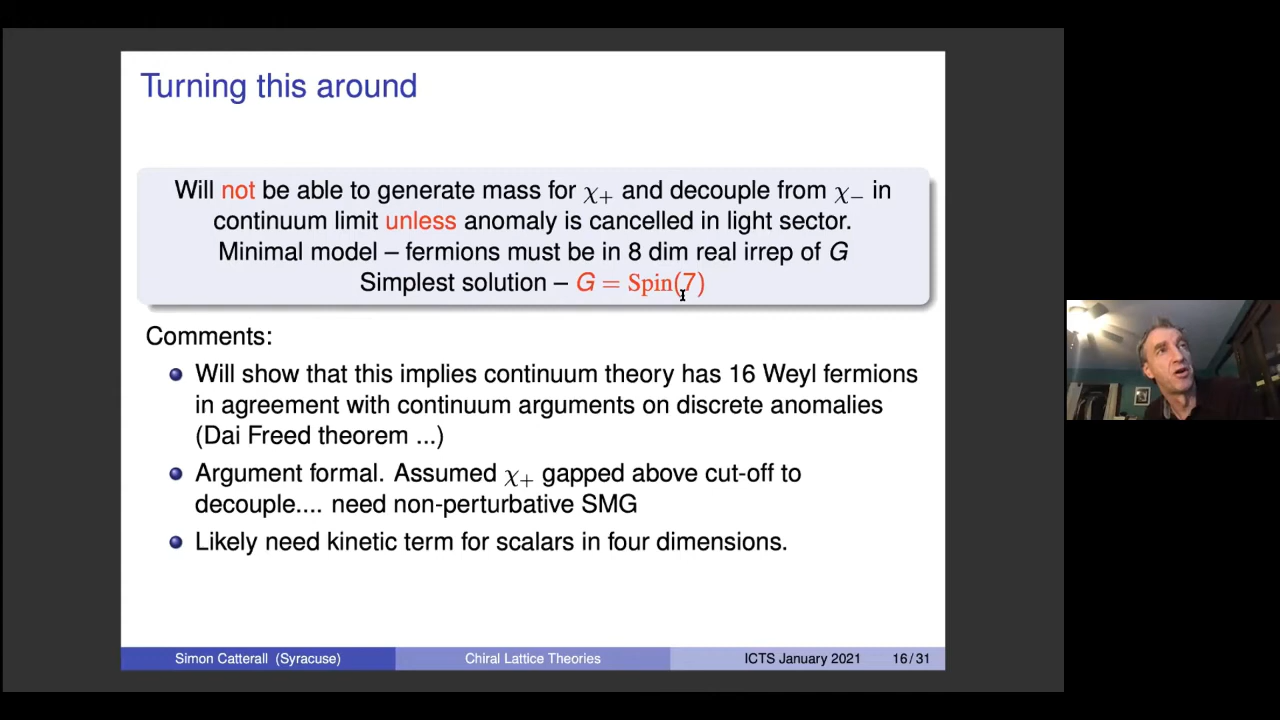 Turning this around
Will not be able to generate mass for χ₊ and decouple from χ₋ in
continuum limit unless anomaly is cancelled in light sector.
Minimal model – fermions must be in 8 dim real irrep of G
Simplest solution – G = Spin(7)
Comments:
Will show that this implies continuum theory has 16 Weyl fermions
in agreement with continuum arguments on discrete anomalies
(Dai Freed theorem ...)
Argument formal. Assumed χ₊ gapped above cut-off to
decouple.... need non-perturbative SMG
Likely need kinetic term for scalars in four dimensions.
Simon Catterall (Syracuse) Chiral Lattice Theories ICTS January 2021 16/31